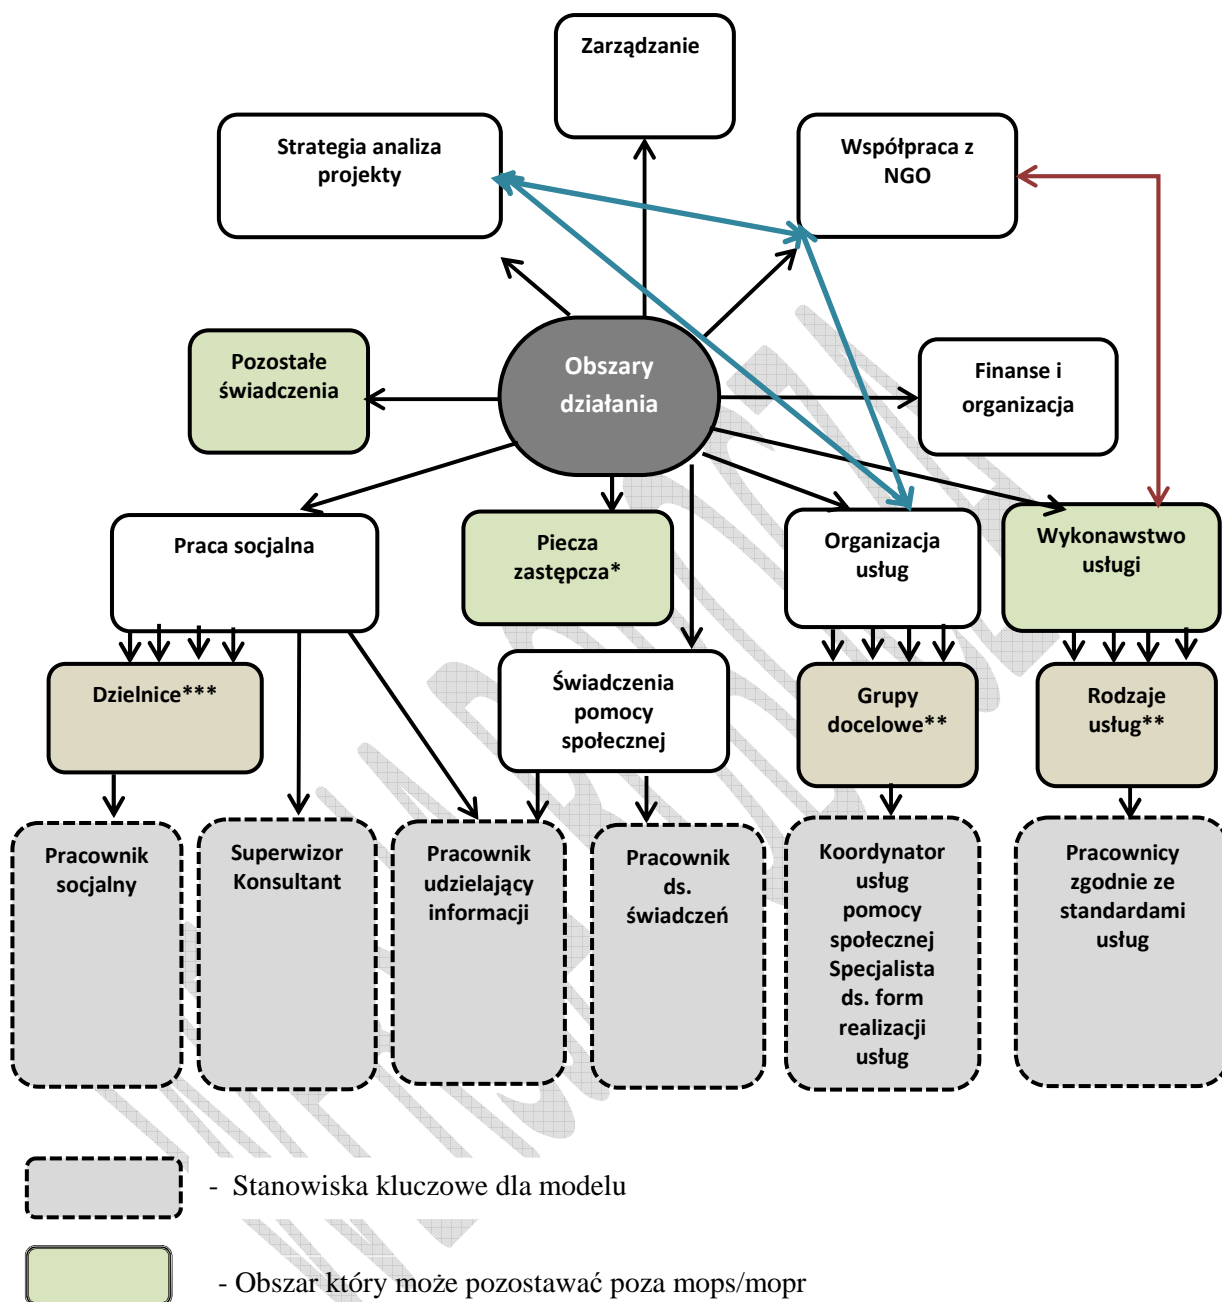 Zarządzanie
Strategia analiza
projekty
Współpraca z
NGO
Pozostałe
świadczenia
Obszary
działania
Finanse i
organizacja
Praca socjalna
Piecza
zastępcza*
Organizacja
usług
Wykonawstwo
usługi
Dzielnice***
Świadczenia
pomocy
społecznej
Grupy
docelowe**
Rodzaje
usług**
Pracownik
socjalny
Superwizor
Konsultant
Pracownik
udzielający
informacji
Pracownik
ds.
świadczeń
Koordynator
usług
pomocy
społecznej
Specjalista
ds. form
realizacji
usług
Pracownicy
zgodnie ze
standardami
usług
- Stanowiska kluczowe dla modelu
- Obszar który może pozostawać poza mops/mopr